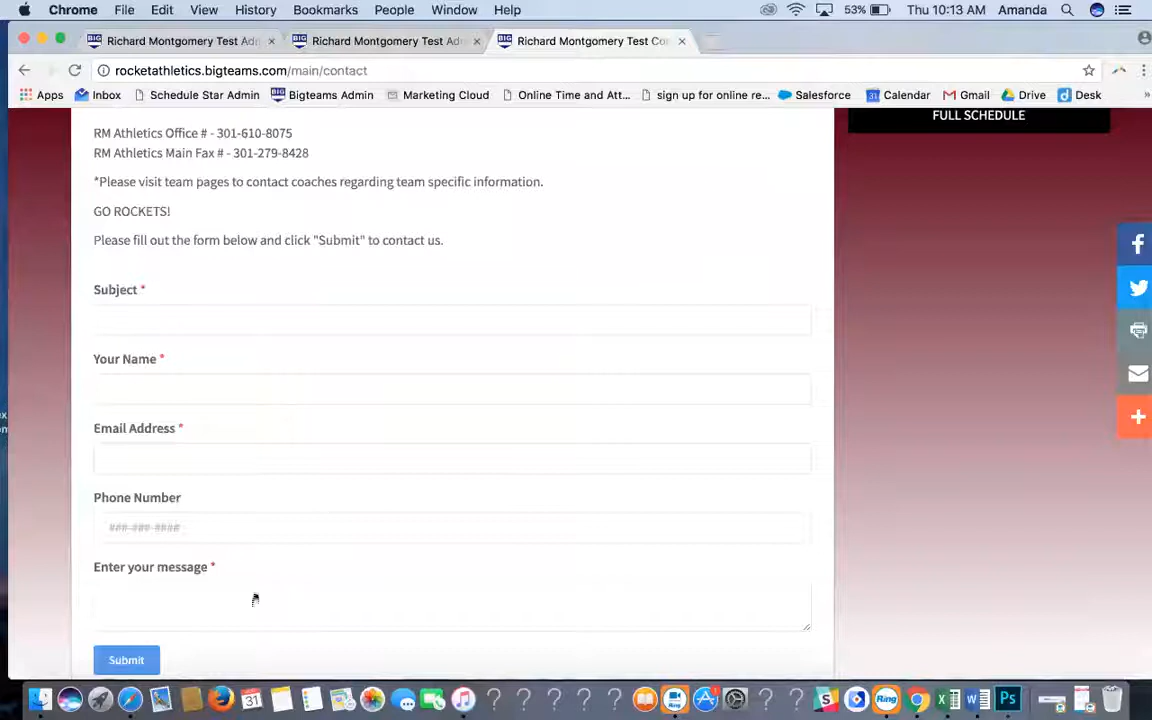 Chrome File Edit View History Bookmarks People Window Help 53% Thu 10:13 AM Amanda
Richard Montgomery Test Richard Montgomery Test Richard Montgomery Test
rocketathletics.bigteams.com/main/contact
Apps Inbox Schedule Star Admin Bigteams Admin Marketing Cloud Online Time and Att... sign up for online re... Salesforce Calendar Gmail Drive Desk »
FULL SCHEDULE
RM Athletics Office # - 301-610-8075
RM Athletics Main Fax # - 301-279-8428
*Please visit team pages to contact coaches regarding team specific information.
GO ROCKETS!
Please fill out the form below and click "Submit" to contact us.
Subject *
Your Name *
Email Address *
Phone Number
###-###-####
Enter your message *
Submit